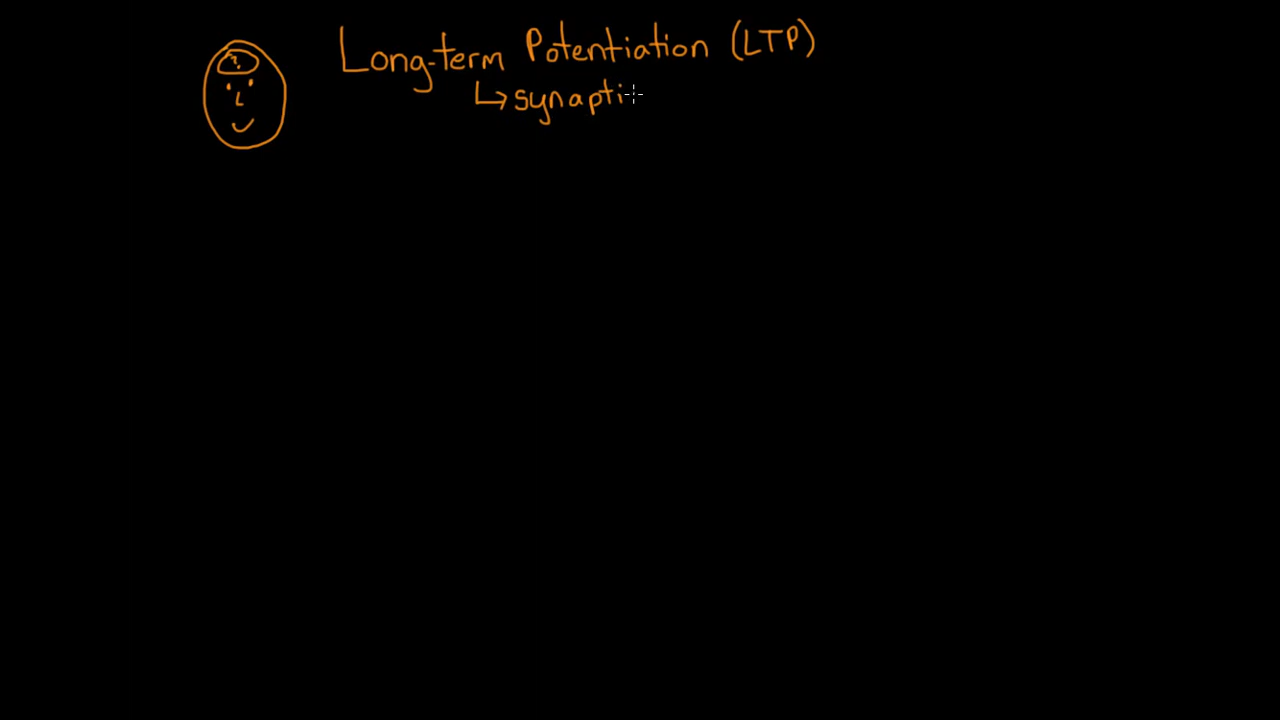 ?
Long-term Potentiation (LTP)
↳ synapti